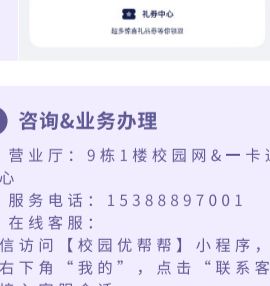 礼券中心
超多惊喜礼品券等你领取
咨询&业务办理
营业厅：9栋1楼校园网&一卡通
心
服务电话：15388897001
在线客服：
信访问【校园优帮帮】小程序，
右下角“我的”，点击“联系客